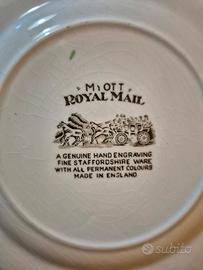 MYOTT
ROYAL MAIL
A GENUINE HAND ENGRAVING
FINE STAFFORDSHIRE WARE
WITH ALL PERMANENT COLOURS
MADE IN ENGLAND
subito